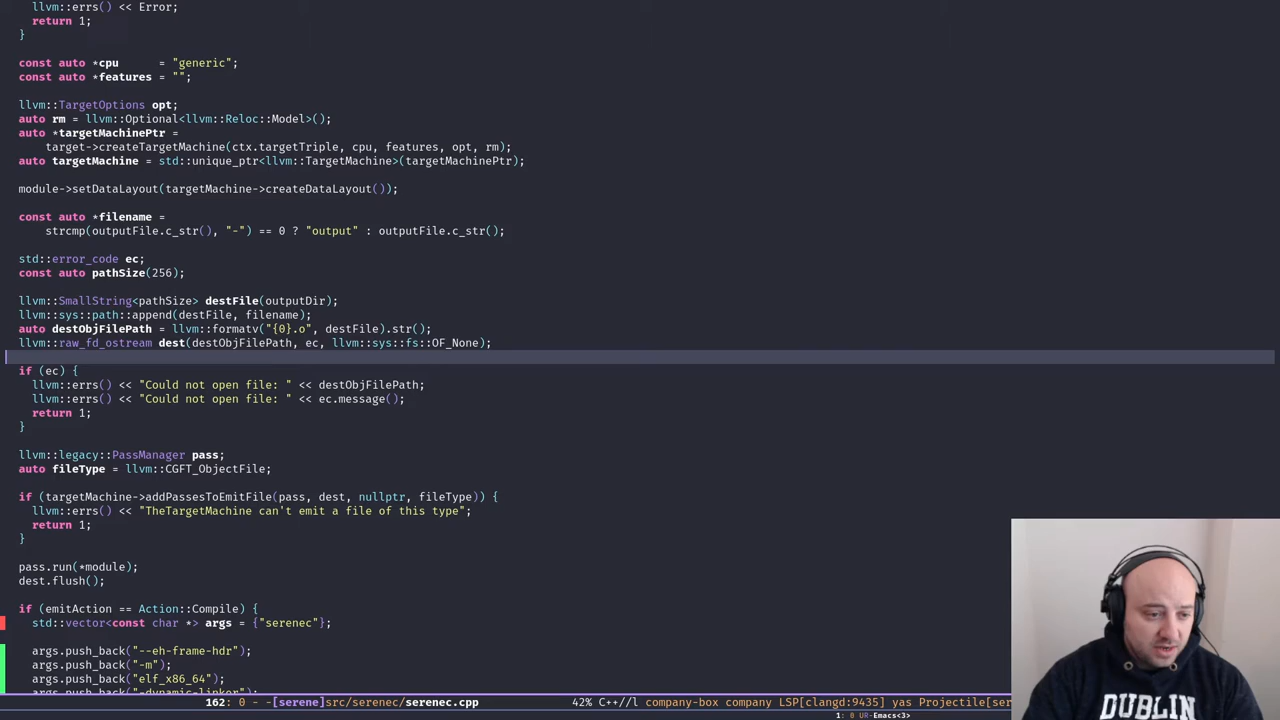 llvm::errs() << Error;
return 1;
}
const auto *cpu      = "generic";
const auto *features = "";
llvm::TargetOptions opt;
auto rm = llvm::Optional<llvm::Reloc::Model>();
auto *targetMachinePtr =
target->createTargetMachine(ctx.targetTriple, cpu, features, opt, rm);
auto targetMachine = std::unique_ptr<llvm::TargetMachine>(targetMachinePtr);
module->setDataLayout(targetMachine->createDataLayout());
const auto *filename =
strcmp(outputFile.c_str(), "-") == 0 ? "output" : outputFile.c_str();
std::error_code ec;
const auto pathSize(256);
llvm::SmallString<pathSize> destFile(outputDir);
llvm::sys::path::append(destFile, filename);
auto destObjFilePath = llvm::formatv("{0}.o", destFile).str();
llvm::raw_fd_ostream dest(destObjFilePath, ec, llvm::sys::fs::OF_None);
if (ec) {
llvm::errs() << "Could not open file: " << destObjFilePath;
llvm::errs() << "Could not open file: " << ec.message();
return 1;
}
llvm::legacy::PassManager pass;
auto fileType = llvm::CGFT_ObjectFile;
if (targetMachine->addPassesToEmitFile(pass, dest, nullptr, fileType)) {
llvm::errs() << "TheTargetMachine can't emit a file of this type";
return 1;
}
pass.run(*module);
dest.flush();
if (emitAction == Action::Compile) {
std::vector<const char *> args = {"serenec"};
args.push_back("--eh-frame-hdr");
args.push_back("-m");
args.push_back("elf_x86_64");
args.push_back("-dynamic-linker");
162: 0 - -[serene]src/serenec/serenec.cpp 42% C++//l company-box company LSP[clangd:9435] yas Projectile[ser
1: 0 UR-Emacs<3>
DUBLIN